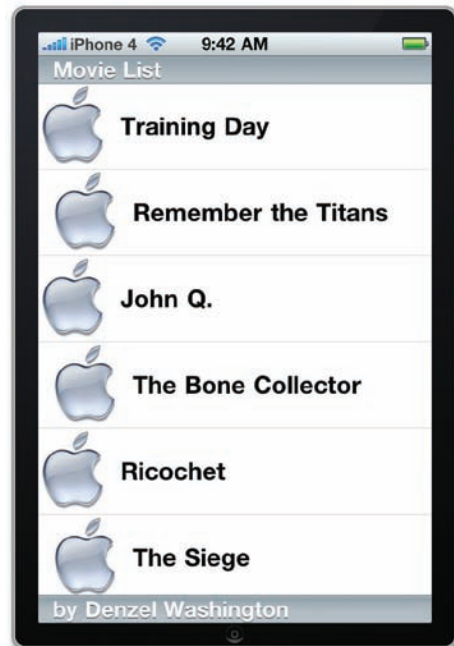 iPhone 4 9:42 AM
Movie List
Training Day
Remember the Titans
John Q.
The Bone Collector
Ricochet
The Siege
by Denzel Washington